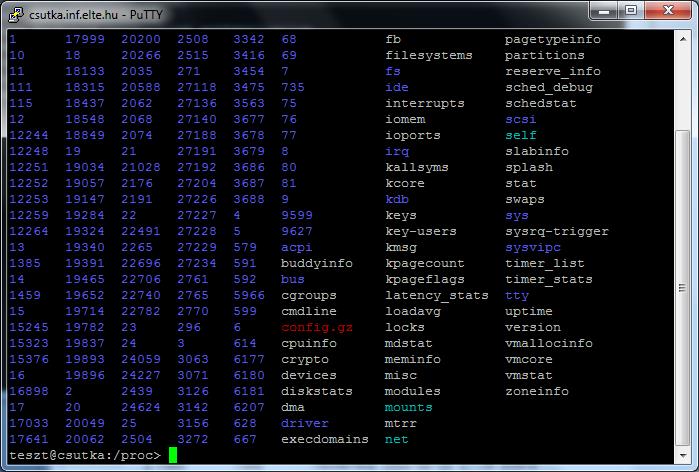 csutka.inf.elte.hu - PuTTY
1 17999 20200 2508 3342 68 fb pagetypeinfo
10 18 20266 2515 3416 69 filesystems partitions
11 18133 2035 271 3454 7 fs reserve_info
111 18315 20588 27118 3475 735 ide sched_debug
115 18437 2062 27136 3563 75 interrupts schedstat
12 18548 2068 27140 3677 76 iomem scsi
12244 18849 2074 27188 3678 77 ioports self
12248 19 21 27191 3679 8 irq slabinfo
12251 19034 21028 27192 3686 80 kallsyms splash
12252 19057 2176 27204 3687 81 kcore stat
12253 19147 2191 27226 3688 9 kdb swaps
12259 19284 22 27227 4 9599 keys sys
12264 19324 22491 27228 5 9627 key-users sysrq-trigger
13 19340 2265 27229 579 acpi kmsg sysvipc
1385 19391 22696 27234 591 buddyinfo kpagecount timer_list
14 19465 22706 2761 592 bus kpageflags timer_stats
1459 19652 22740 2765 5966 cgroups latency_stats tty
15 19714 22782 2770 599 cmdline loadavg uptime
15245 19782 23 296 6 config.gz locks version
15323 19837 24 3 614 cpuinfo mdstat vmallocinfo
15376 19893 24059 3063 6177 crypto meminfo vmcore
16 19896 24227 3071 6180 devices misc vmstat
16898 2 2439 3126 6181 diskstats modules zoneinfo
17 20 24624 3142 6207 dma mounts
17033 20049 25 3156 628 driver mtrr
17641 20062 2504 3272 667 execdomains net
teszt@csutka:/proc>